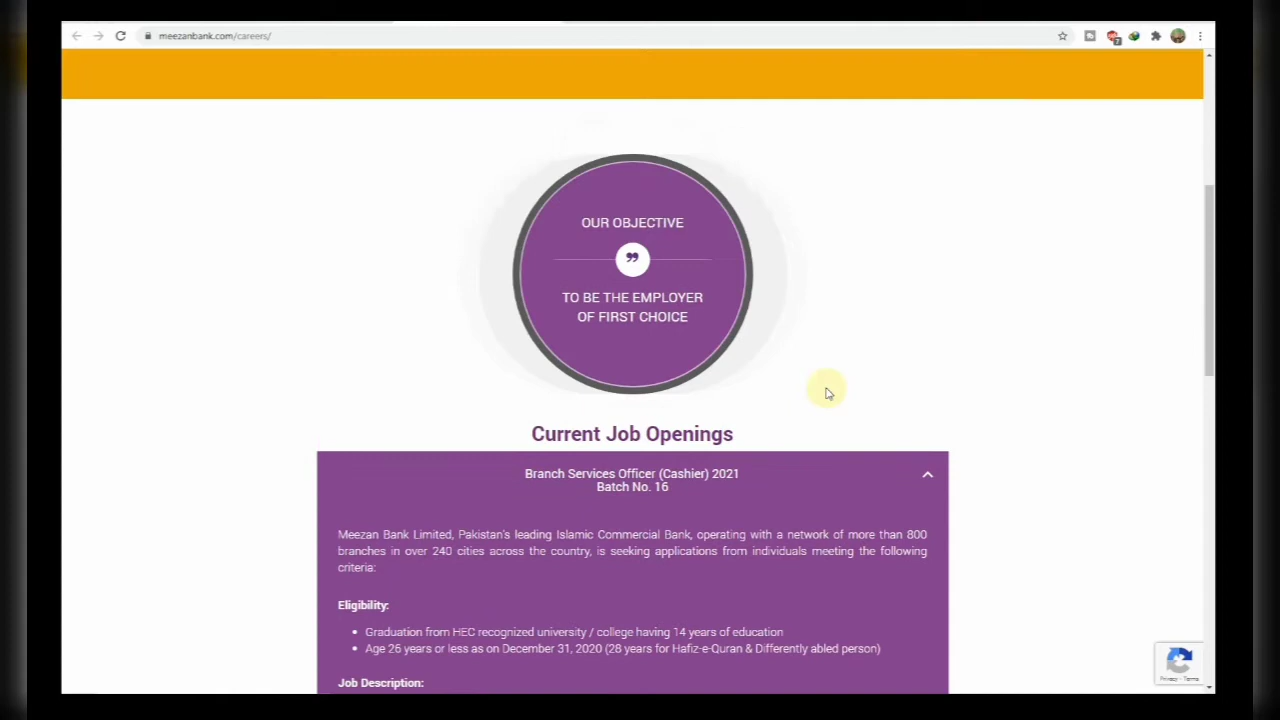 meezanbank.com/careers/
7
OUR OBJECTIVE
❞
TO BE THE EMPLOYER
OF FIRST CHOICE
Current Job Openings
Branch Services Officer (Cashier) 2021
Batch No. 16
Meezan Bank Limited, Pakistan's leading Islamic Commercial Bank, operating with a network of more than 800
branches in over 240 cities across the country, is seeking applications from individuals meeting the following
criteria:
Eligibility:
• Graduation from HEC recognized university / college having 14 years of education
• Age 26 years or less as on December 31, 2020 (28 years for Hafiz-e-Quran & Differently abled person)
Job Description:
Privacy - Terms